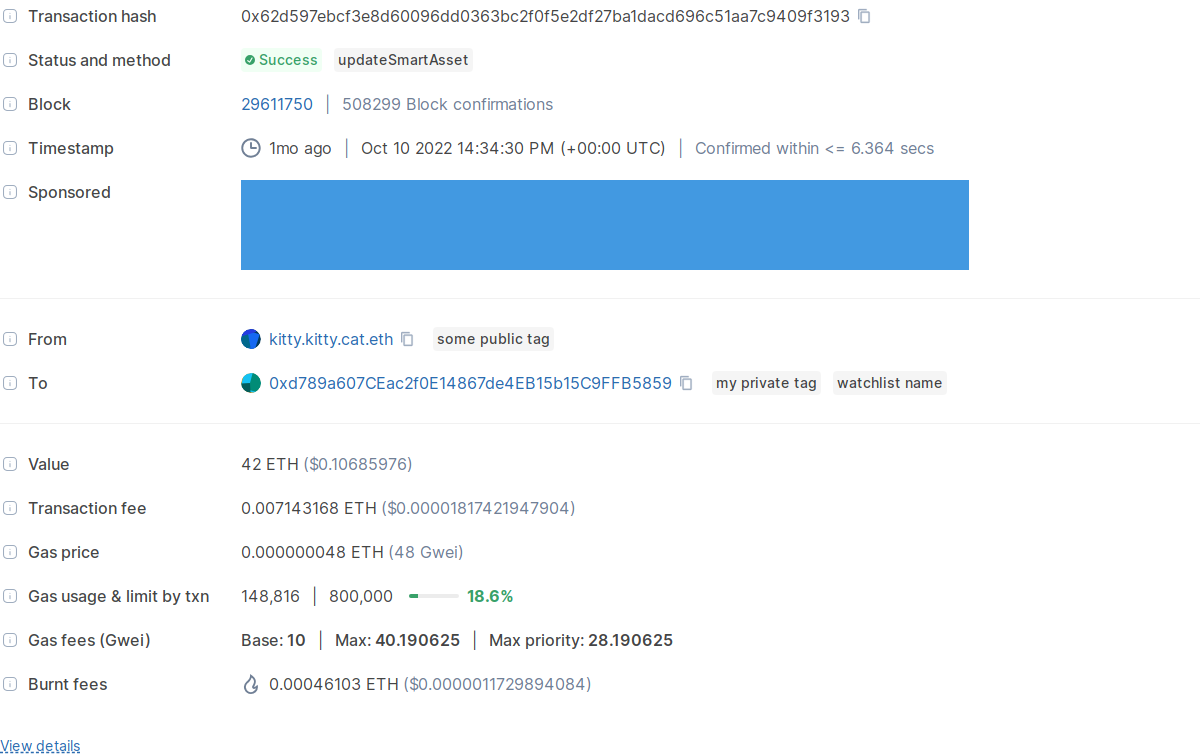 Transaction hash 0x62d597ebcf3e8d60096dd0363bc2f0f5e2df27ba1dacd696c51aa7c9409f3193
Status and method Success updateSmartAsset
Block 29611750 | 508299 Block confirmations
Timestamp 1mo ago | Oct 10 2022 14:34:30 PM (+00:00 UTC) | Confirmed within <= 6.364 secs
Sponsored
From kitty.kitty.cat.eth some public tag
To 0xd789a607CEac2f0E14867de4EB15b15C9FFB5859 my private tag watchlist name
Value 42 ETH ($0.10685976)
Transaction fee 0.007143168 ETH ($0.00001817421947904)
Gas price 0.000000048 ETH (48 Gwei)
Gas usage & limit by txn 148,816 | 800,000 18.6%
Gas fees (Gwei) Base: 10 | Max: 40.190625 | Max priority: 28.190625
Burnt fees 0.00046103 ETH ($0.0000011729894084)
View details